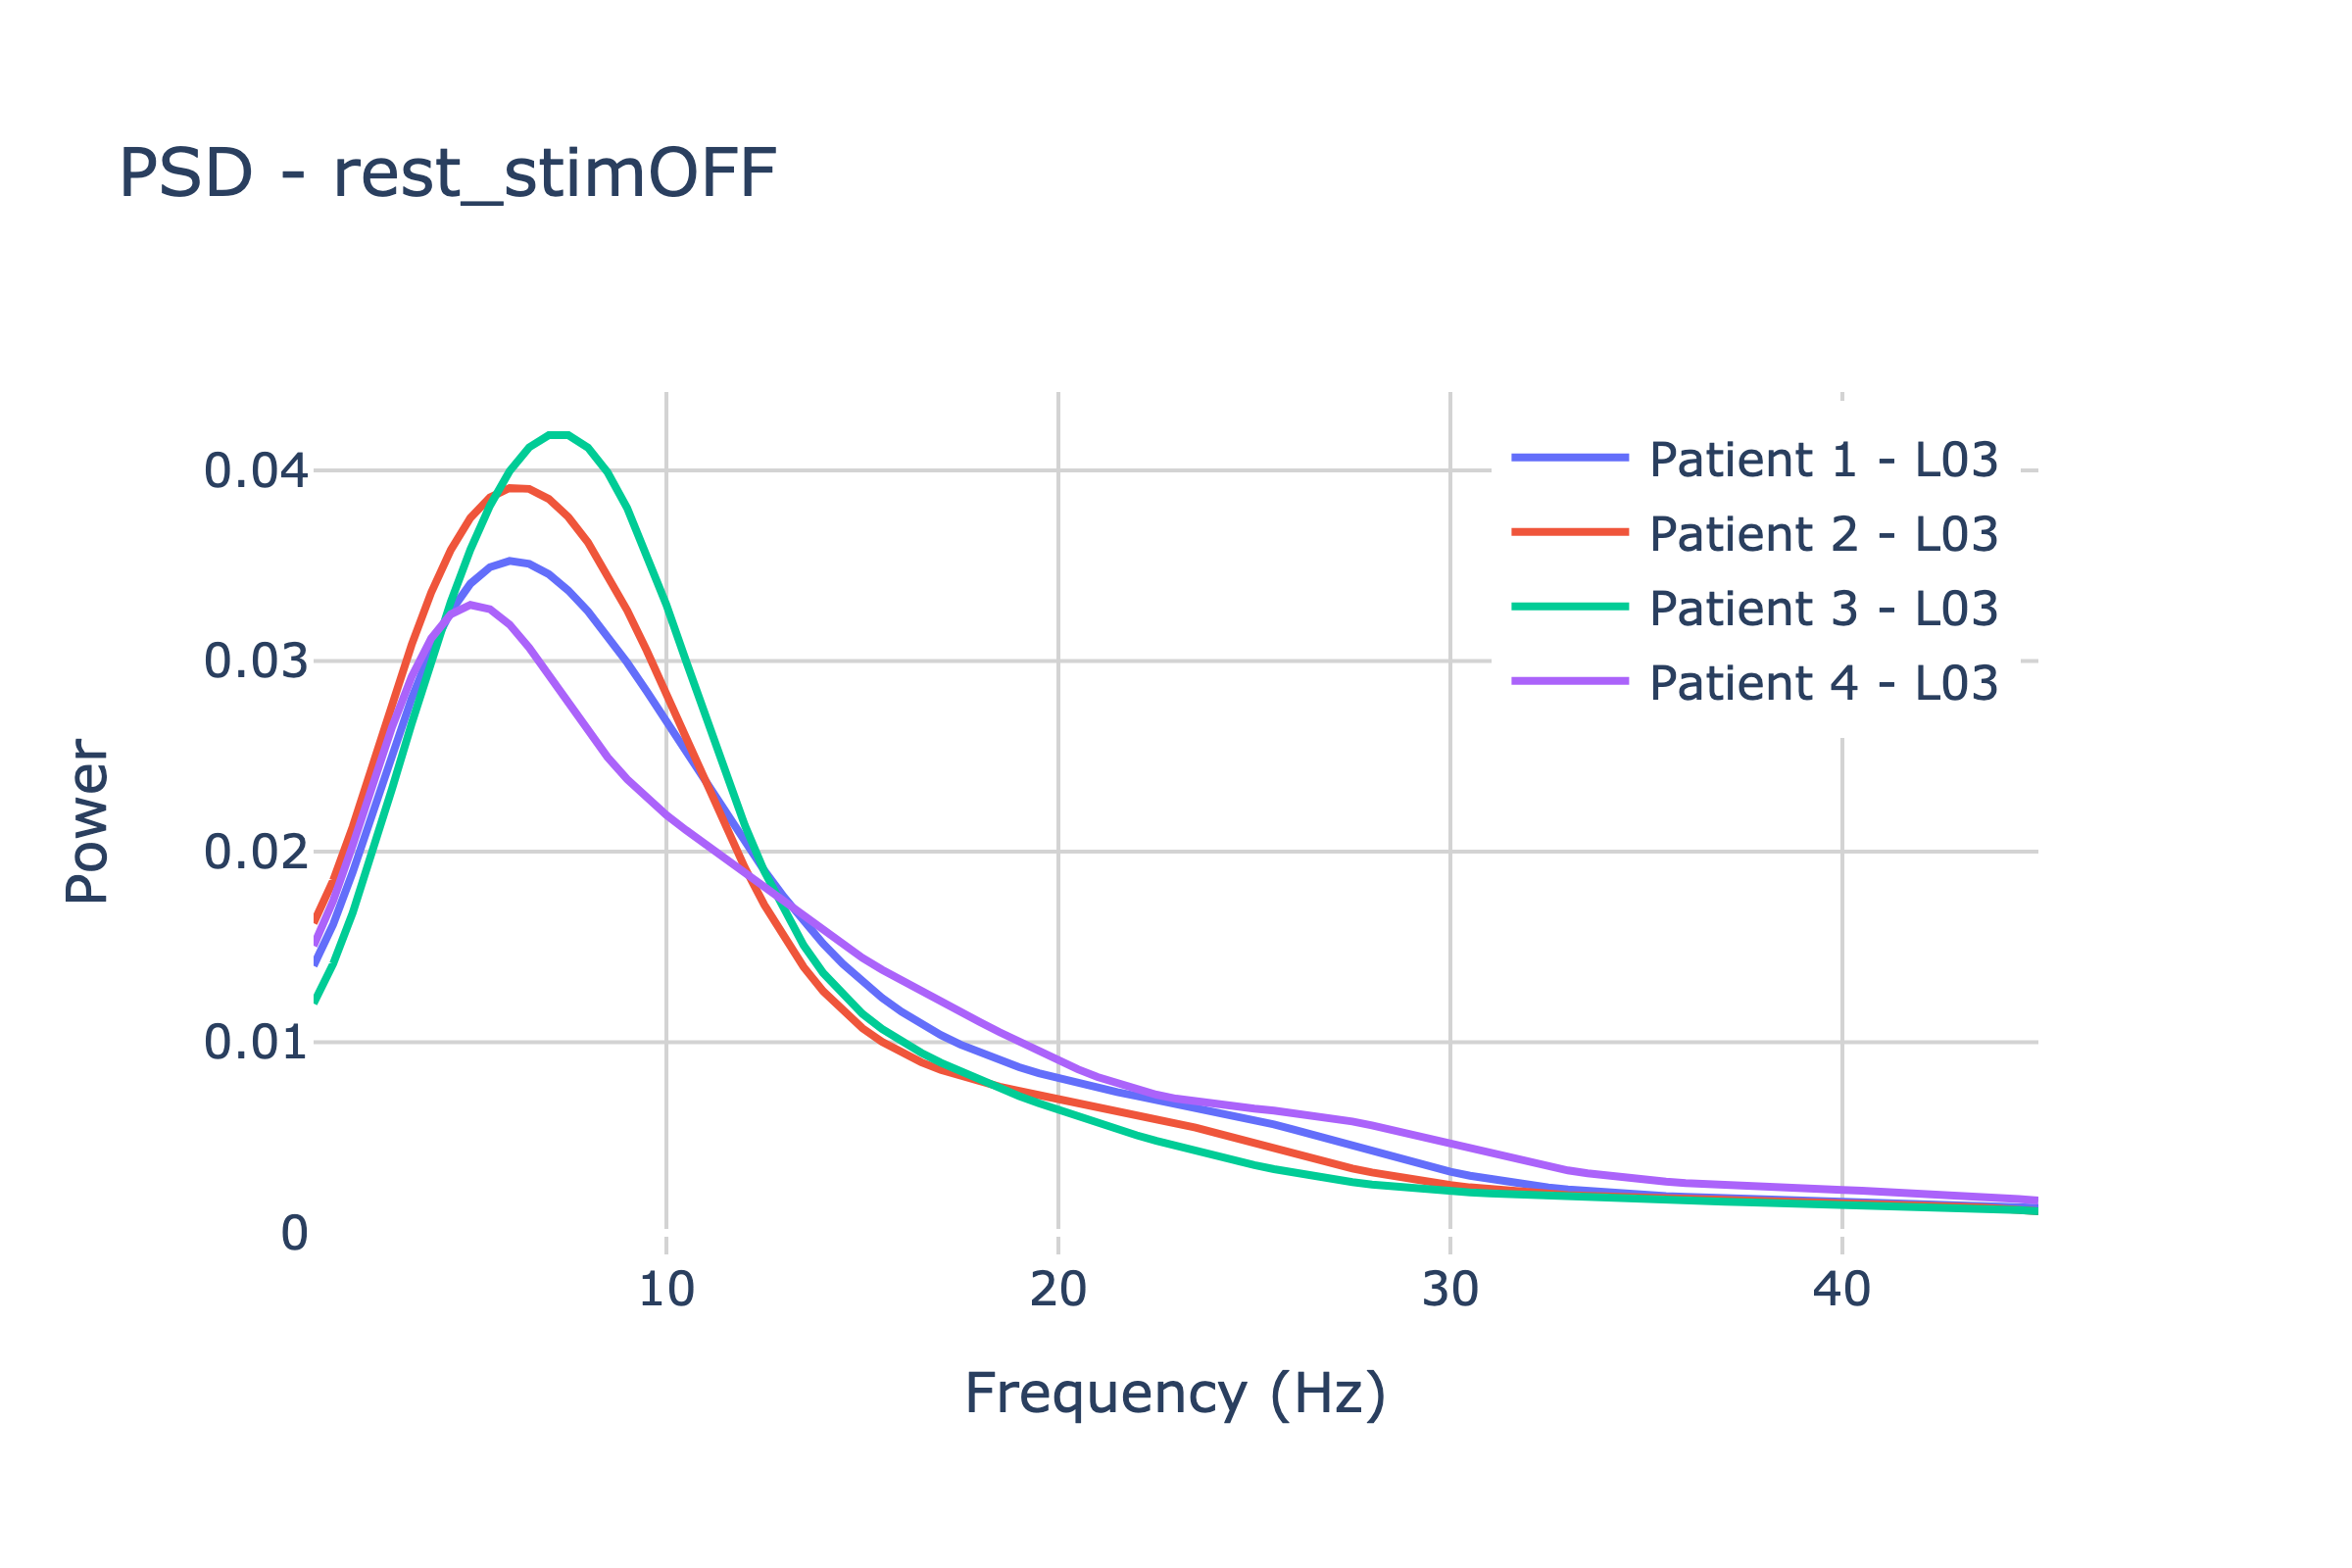 PSD - rest_stimOFF
Patient 1 - L03
Patient 2 - L03
Patient 3 - L03
Patient 4 - L03
0.04
0.03
0.02
0.01
0
Power
10
20
30
40
Frequency (Hz)